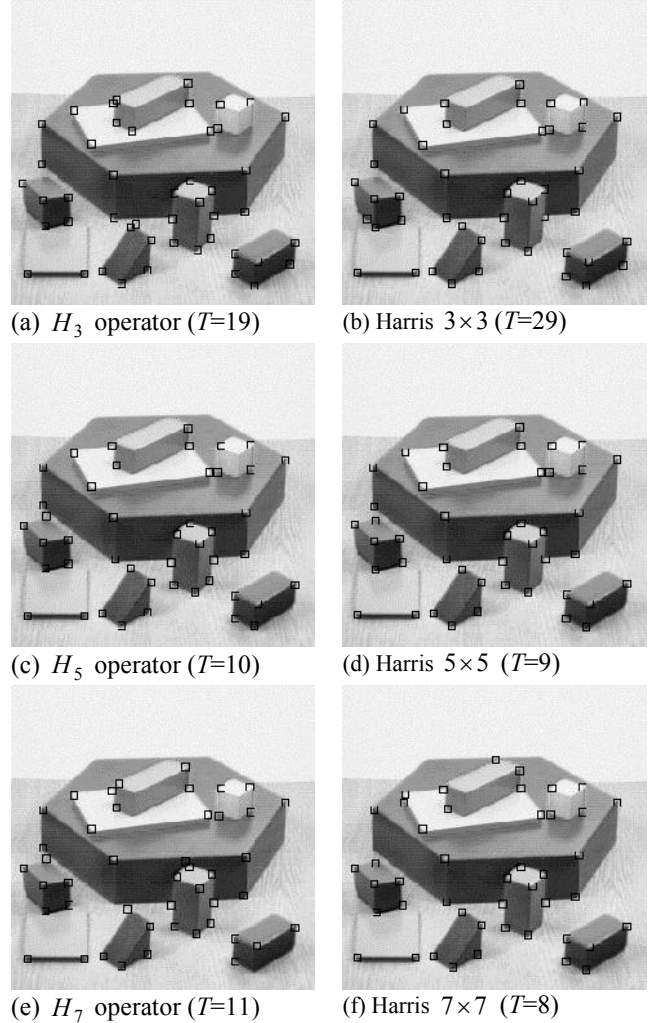 (a) H₃ operator (T=19)
(b) Harris 3×3 (T=29)
(c) H₅ operator (T=10)
(d) Harris 5×5 (T=9)
(e) H₇ operator (T=11)
(f) Harris 7×7 (T=8)